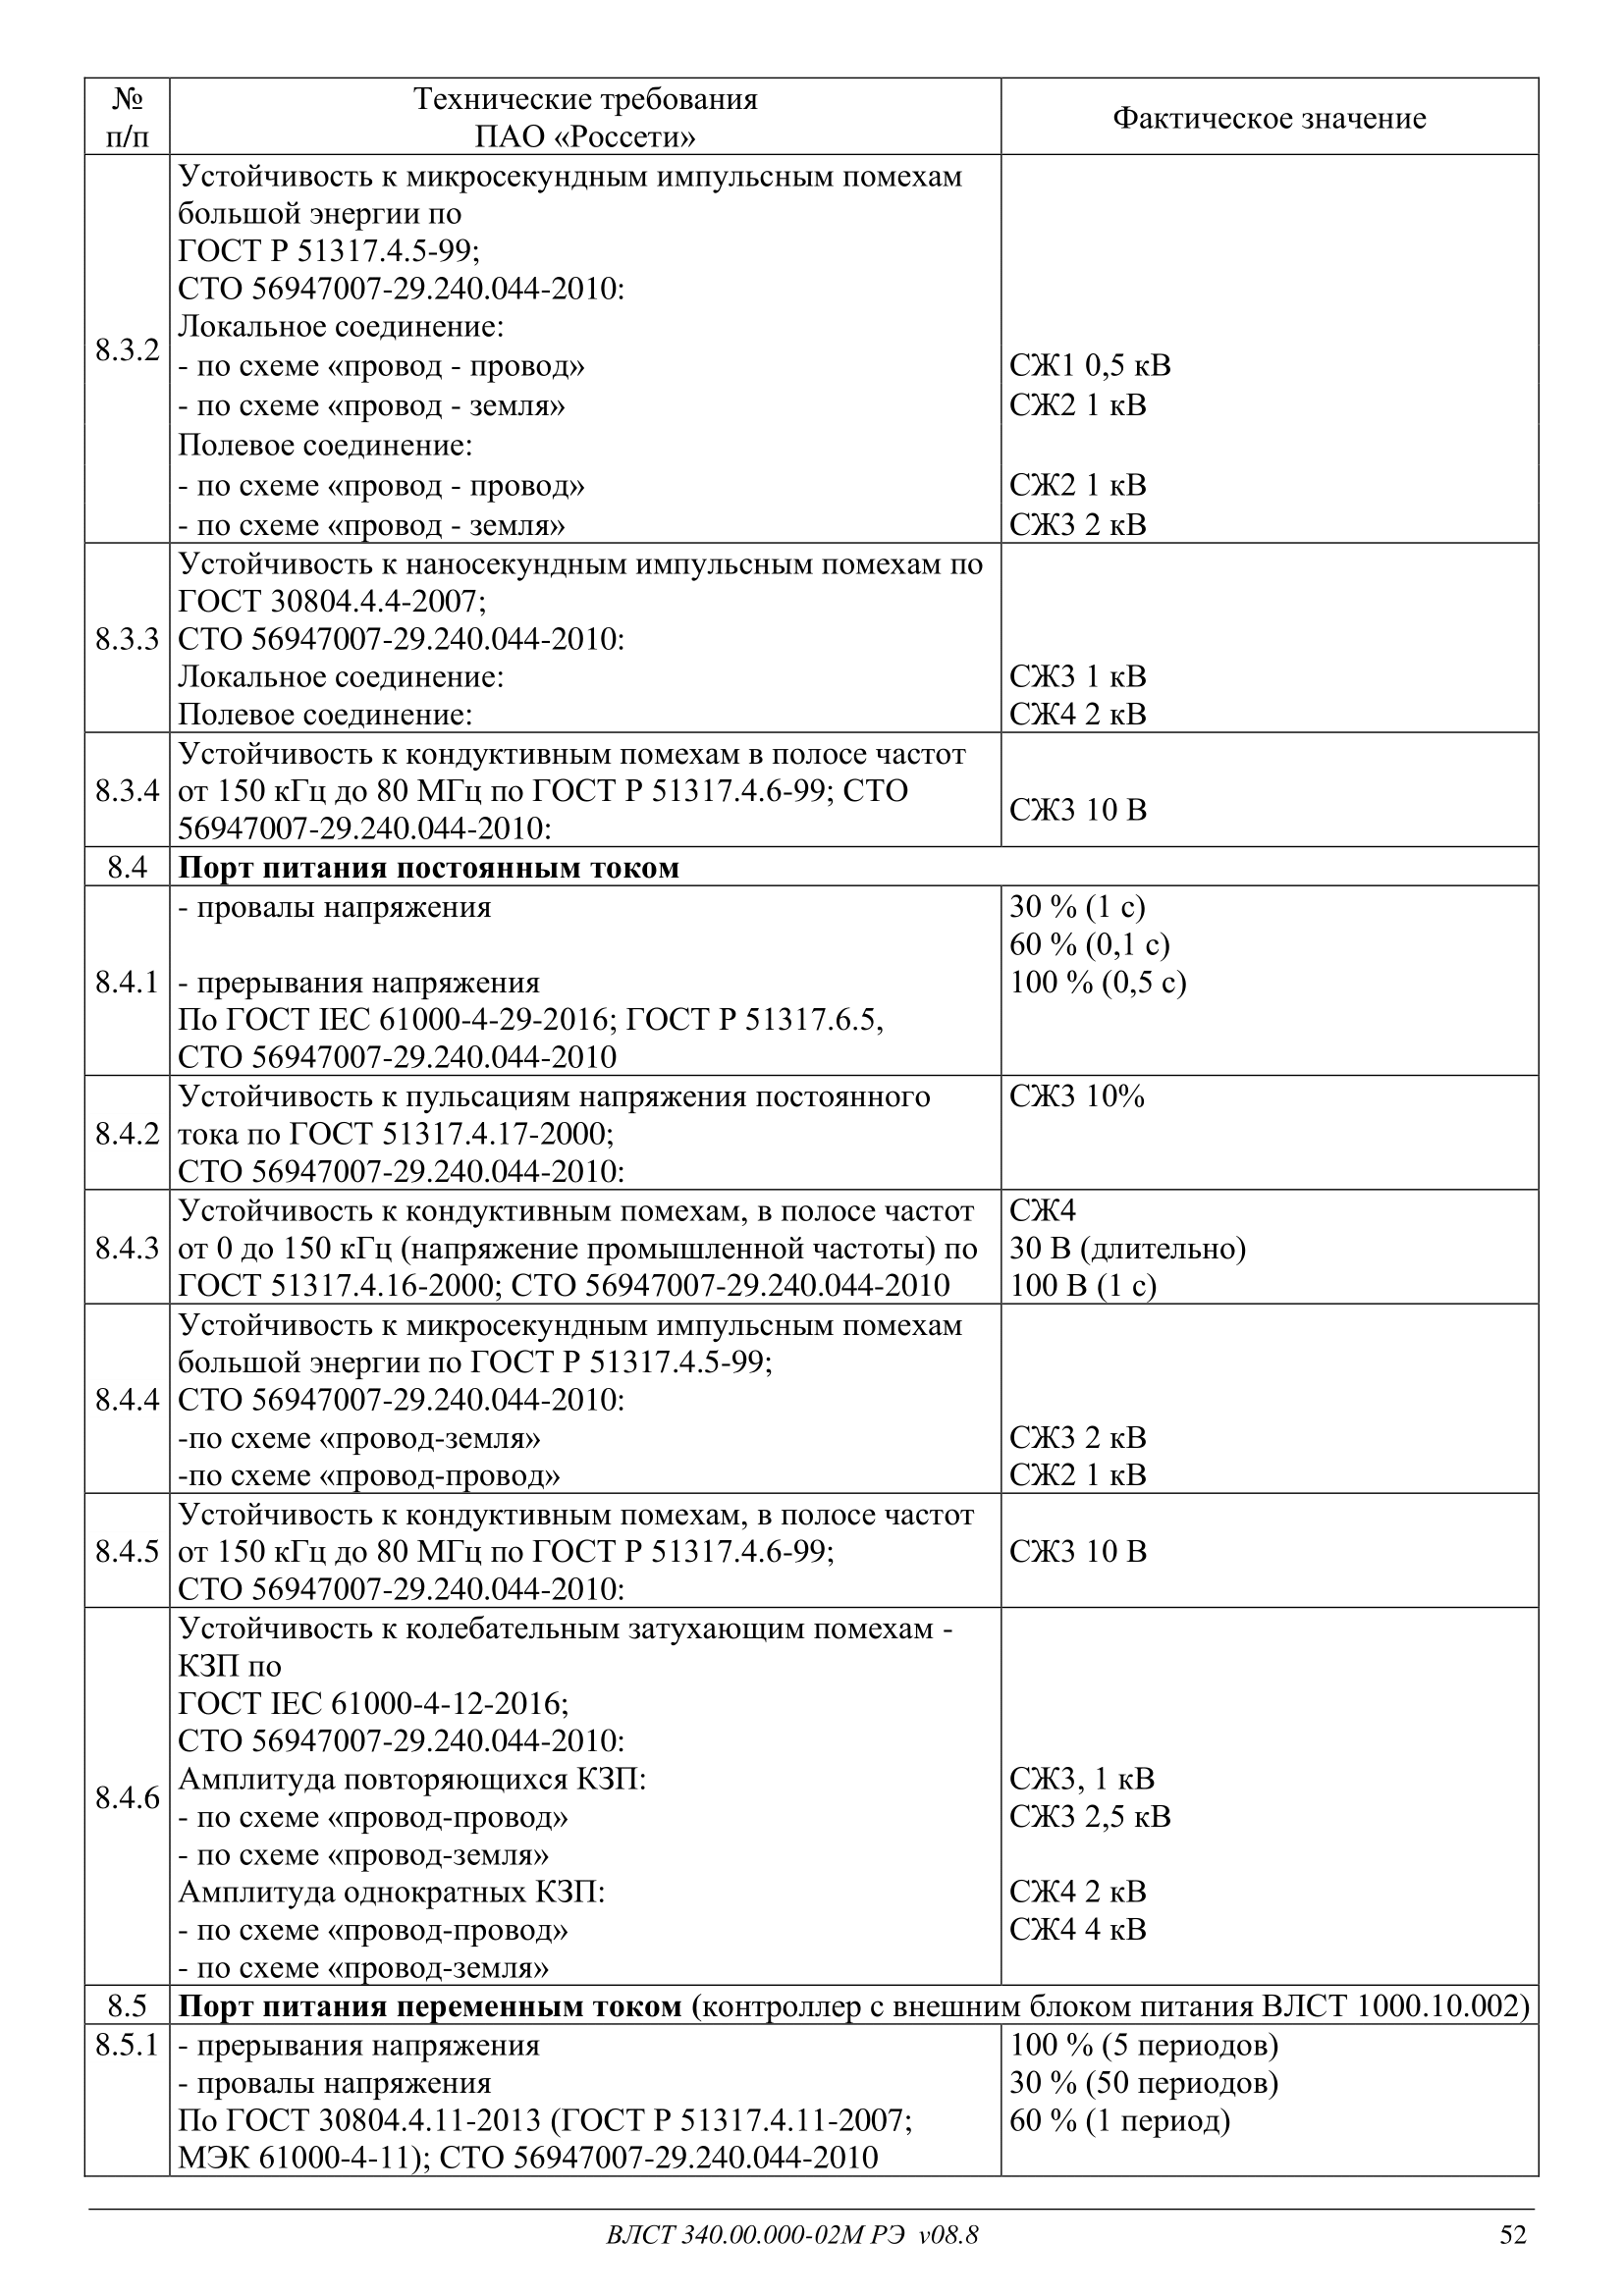 №
п/п
Технические требования
ПАО «Россети»
Фактическое значение
8.3.2
Устойчивость к микросекундным импульсным помехам
большой энергии по
ГОСТ Р 51317.4.5-99;
СТО 56947007-29.240.044-2010:
Локальное соединение:
- по схеме «провод - провод»
СЖ1 0,5 кВ
- по схеме «провод - земля»
СЖ2 1 кВ
Полевое соединение:
- по схеме «провод - провод»
СЖ2 1 кВ
- по схеме «провод - земля»
СЖ3 2 кВ
8.3.3
Устойчивость к наносекундным импульсным помехам по
ГОСТ 30804.4.4-2007;
СТО 56947007-29.240.044-2010:
Локальное соединение:
СЖ3 1 кВ
Полевое соединение:
СЖ4 2 кВ
8.3.4
Устойчивость к кондуктивным помехам в полосе частот
от 150 кГц до 80 МГц по ГОСТ Р 51317.4.6-99; СТО
56947007-29.240.044-2010:
СЖ3 10 В
8.4
Порт питания постоянным током
8.4.1
- провалы напряжения
30 % (1 с)
60 % (0,1 с)
- прерывания напряжения
100 % (0,5 с)
По ГОСТ IEC 61000-4-29-2016; ГОСТ Р 51317.6.5,
СТО 56947007-29.240.044-2010
8.4.2
Устойчивость к пульсациям напряжения постоянного
тока по ГОСТ 51317.4.17-2000;
СТО 56947007-29.240.044-2010:
СЖ3 10%
8.4.3
Устойчивость к кондуктивным помехам, в полосе частот
от 0 до 150 кГц (напряжение промышленной частоты) по
ГОСТ 51317.4.16-2000; СТО 56947007-29.240.044-2010
СЖ4
30 В (длительно)
100 В (1 с)
8.4.4
Устойчивость к микросекундным импульсным помехам
большой энергии по ГОСТ Р 51317.4.5-99;
СТО 56947007-29.240.044-2010:
-по схеме «провод-земля»
СЖ3 2 кВ
-по схеме «провод-провод»
СЖ2 1 кВ
8.4.5
Устойчивость к кондуктивным помехам, в полосе частот
от 150 кГц до 80 МГц по ГОСТ Р 51317.4.6-99;
СТО 56947007-29.240.044-2010:
СЖ3 10 В
8.4.6
Устойчивость к колебательным затухающим помехам -
КЗП по
ГОСТ IEC 61000-4-12-2016;
СТО 56947007-29.240.044-2010:
Амплитуда повторяющихся КЗП:
СЖ3, 1 кВ
- по схеме «провод-провод»
СЖ3 2,5 кВ
- по схеме «провод-земля»
Амплитуда однократных КЗП:
СЖ4 2 кВ
- по схеме «провод-провод»
СЖ4 4 кВ
- по схеме «провод-земля»
8.5
Порт питания переменным током (контроллер с внешним блоком питания ВЛСТ 1000.10.002)
8.5.1
- прерывания напряжения
100 % (5 периодов)
- провалы напряжения
30 % (50 периодов)
По ГОСТ 30804.4.11-2013 (ГОСТ Р 51317.4.11-2007;
60 % (1 период)
МЭК 61000-4-11); СТО 56947007-29.240.044-2010
ВЛСТ 340.00.000-02М РЭ v08.8
52